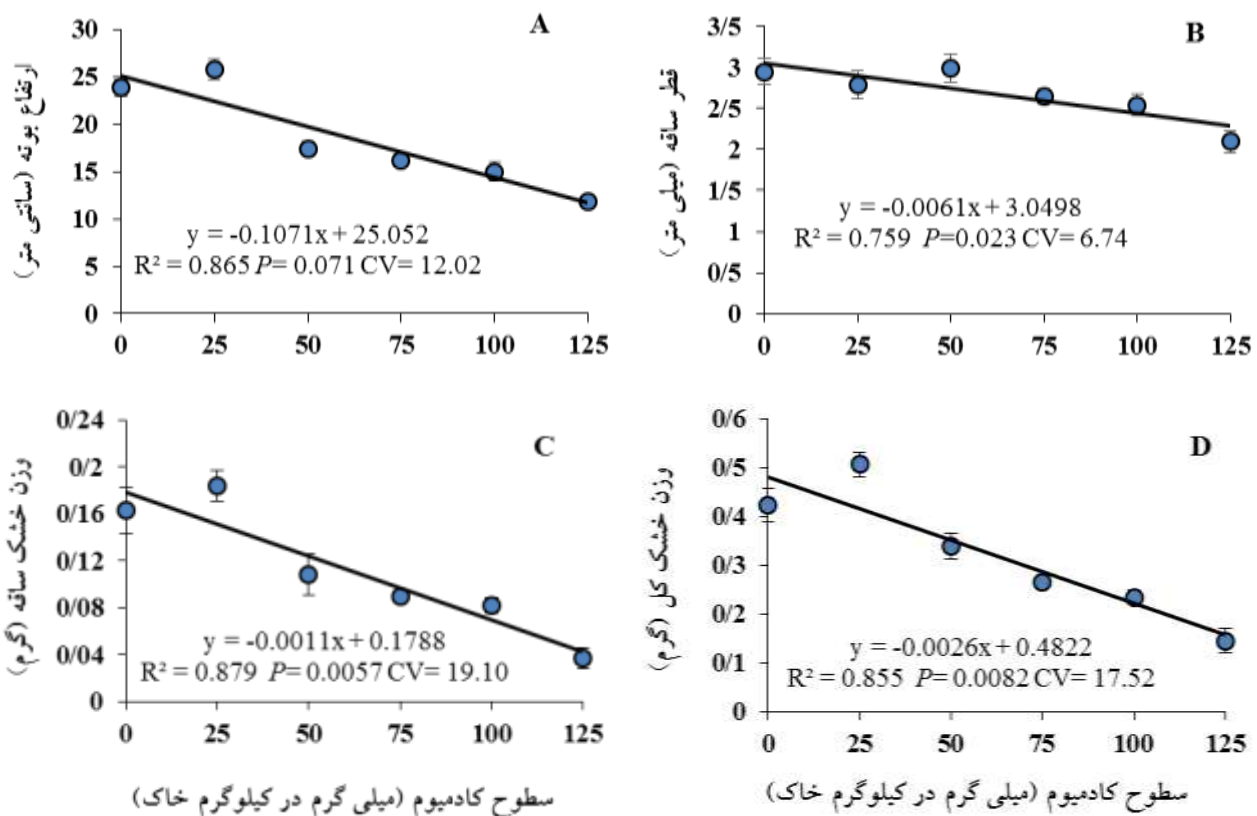 A
ارتفاع بوته (سانتی متر)
30
25
20
15
10
5
0
y = -0.1071x + 25.052
R² = 0.865 P= 0.071 CV= 12.02
0 25 50 75 100 125
B
قطر ساقه (میلی متر)
3/5
3
2/5
2
1/5
1
0/5
0
y = -0.0061x + 3.0498
R² = 0.759 P=0.023 CV= 6.74
0 25 50 75 100 125
C
وزن خشک ساقه (گرم)
0/24
0/2
0/16
0/12
0/08
0/04
0
y = -0.0011x + 0.1788
R² = 0.879 P=0.0057 CV= 19.10
0 25 50 75 100 125
سطوح کادمیوم (میلی گرم در کیلوگرم خاک)
D
وزن خشک کل (گرم)
0/6
0/5
0/4
0/3
0/2
0/1
0
y = -0.0026x + 0.4822
R² = 0.855 P=0.0082 CV= 17.52
0 25 50 75 100 125
سطوح کادمیوم (میلی گرم در کیلوگرم خاک)